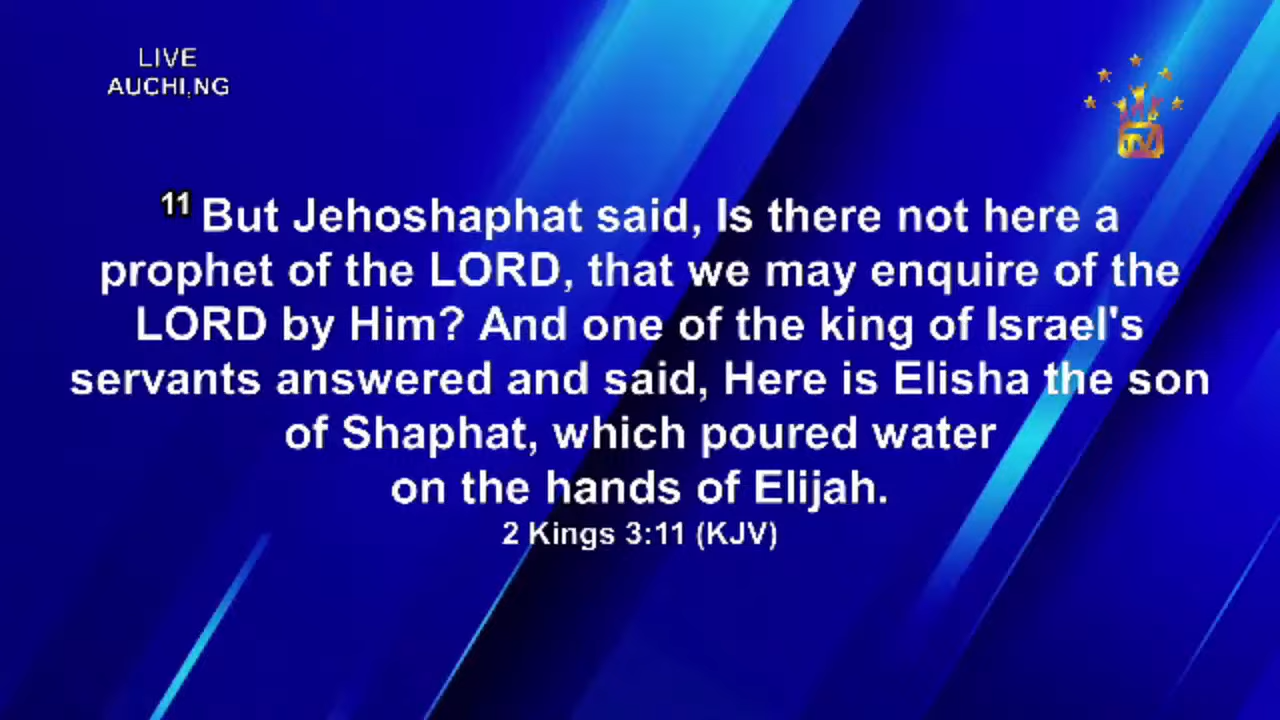 LIVE
AUCHI,NG
TV
11 But Jehoshaphat said, Is there not here a
prophet of the LORD, that we may enquire of the
LORD by Him? And one of the king of Israel's
servants answered and said, Here is Elisha the son
of Shaphat, which poured water
on the hands of Elijah.
2 Kings 3:11 (KJV)